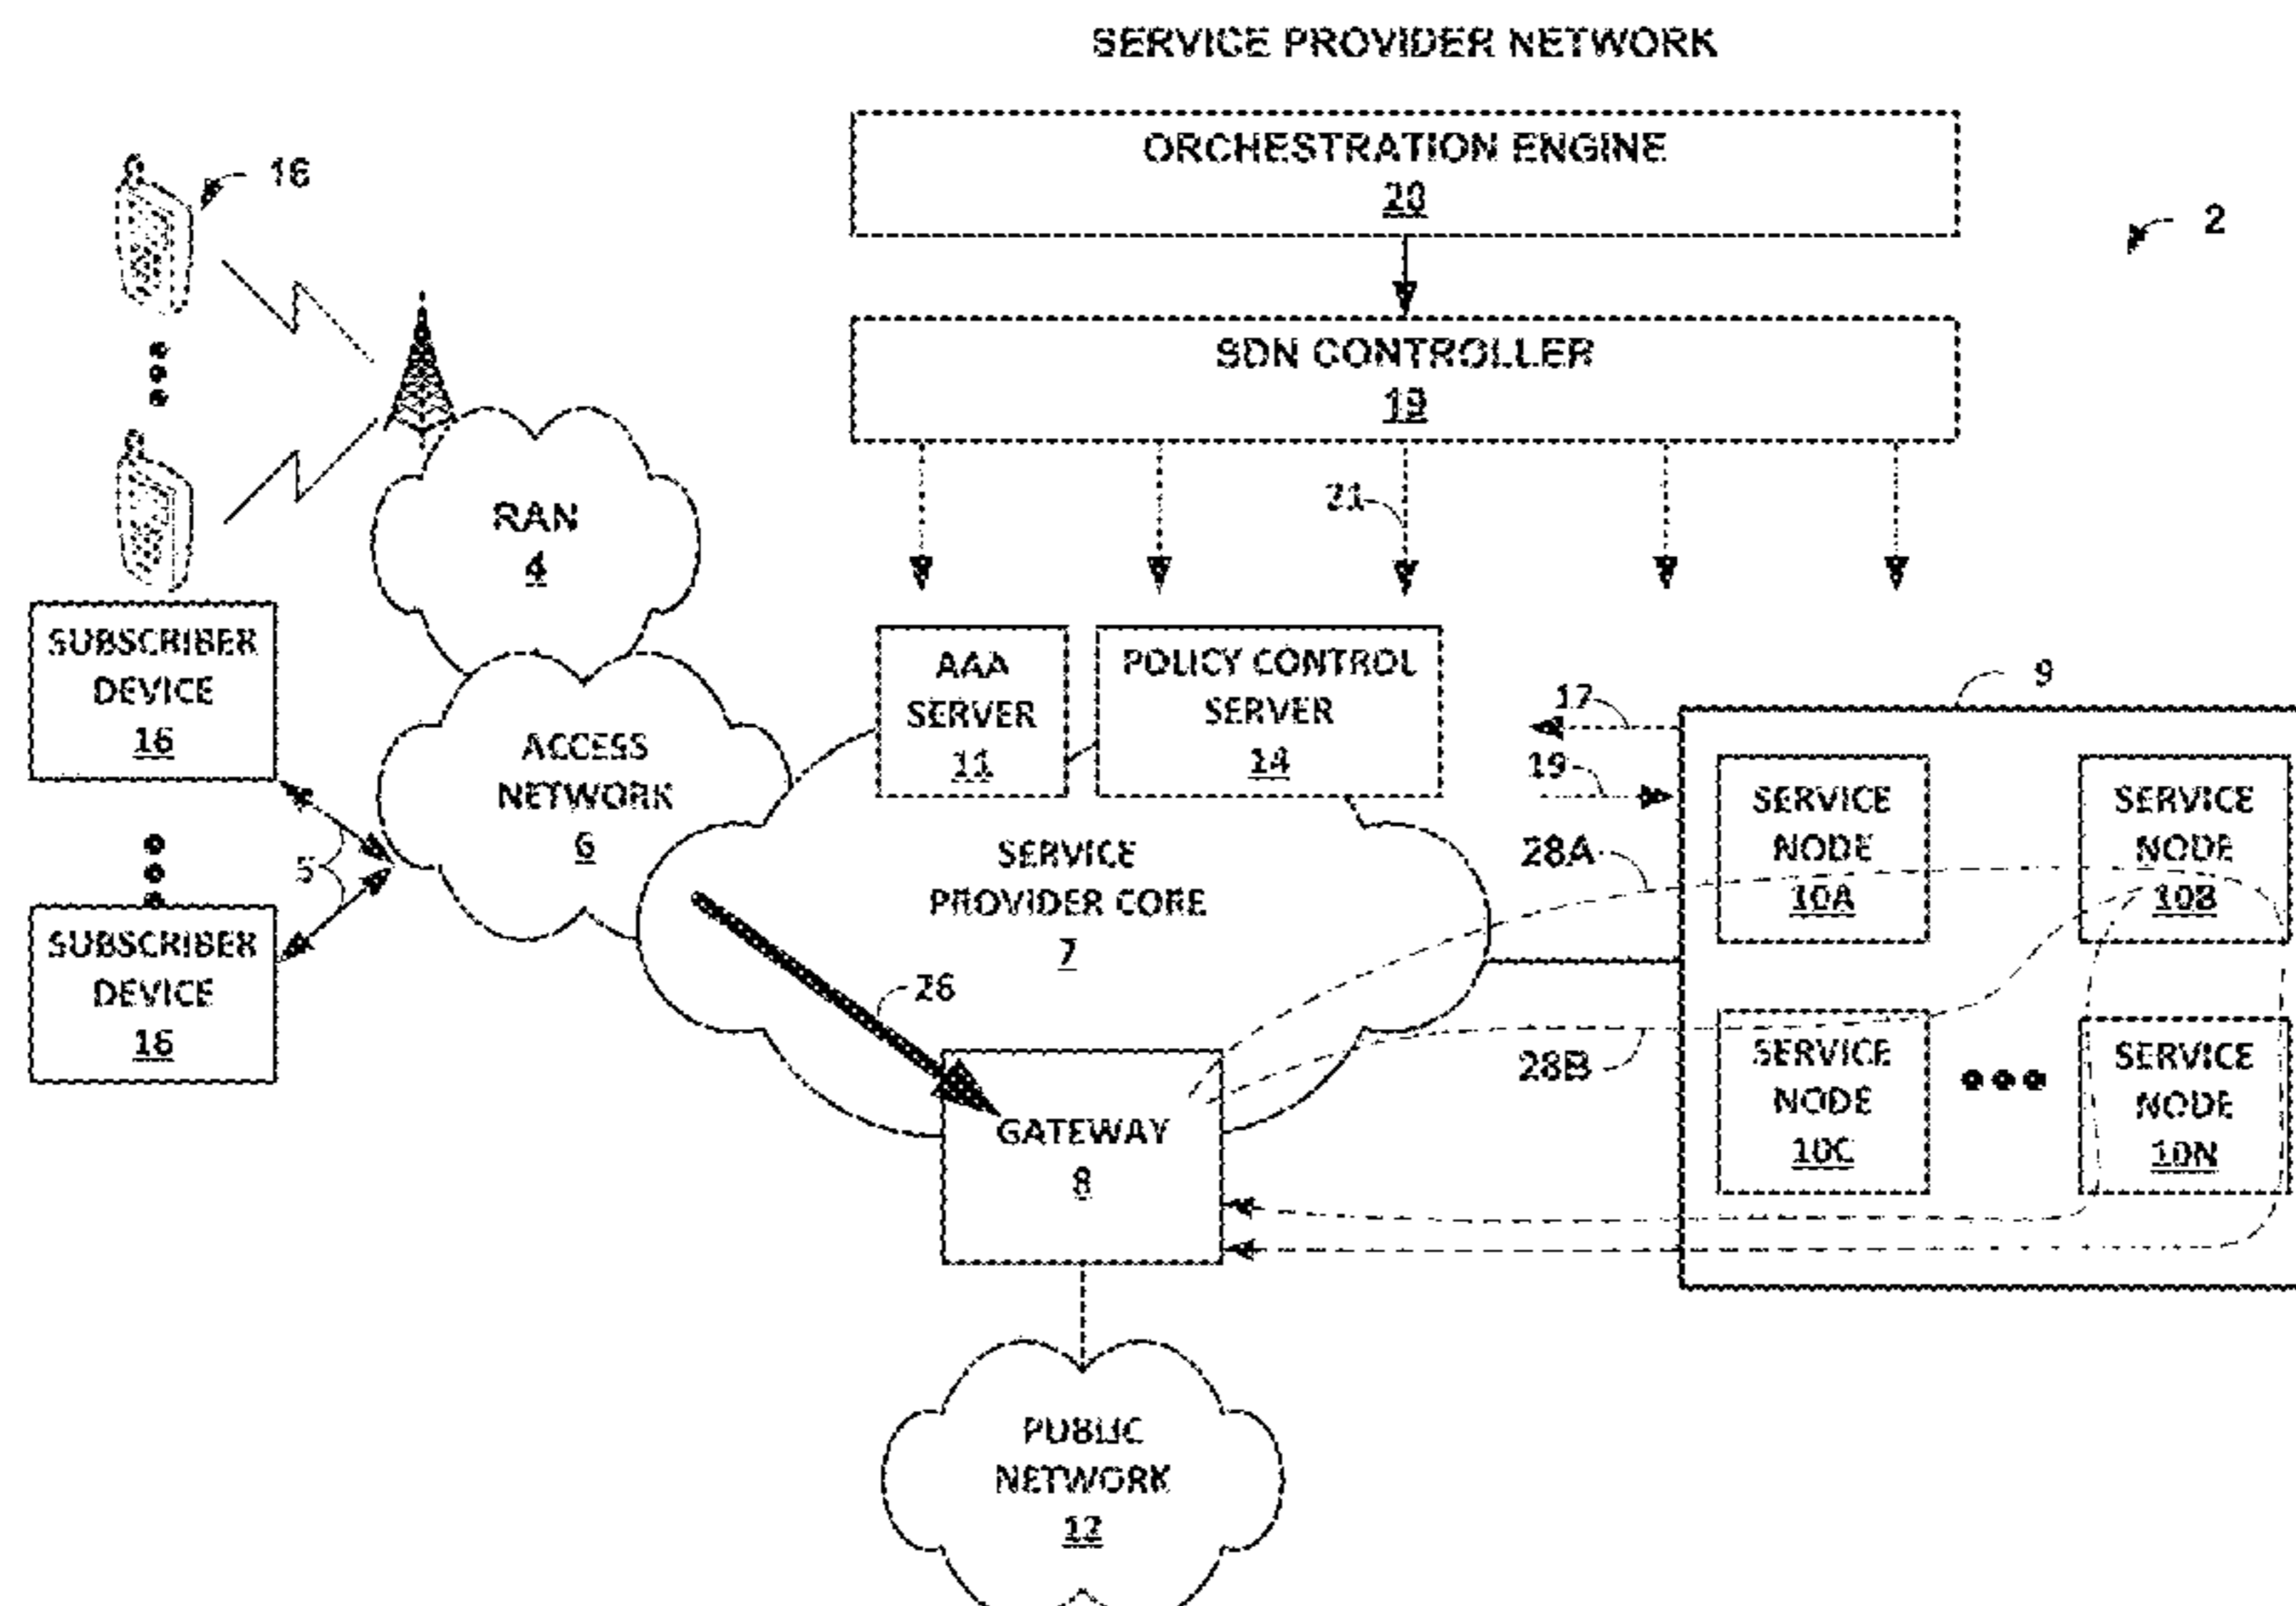 SERVICE PROVIDER NETWORK
ORCHESTRATION ENGINE
20
2
16
SDN CONTROLLER
19
21
RAN
4
SUBSCRIBER
DEVICE
16
ACCESS
NETWORK
6
AAA
SERVER
11
POLICY CONTROL
SERVER
14
9
17
19
28A
28B
5
SUBSCRIBER
DEVICE
16
SERVICE
PROVIDER CORE
7
26
SERVICE
NODE
10A
SERVICE
NODE
10B
SERVICE
NODE
10C
SERVICE
NODE
10N
GATEWAY
8
PUBLIC
NETWORK
12